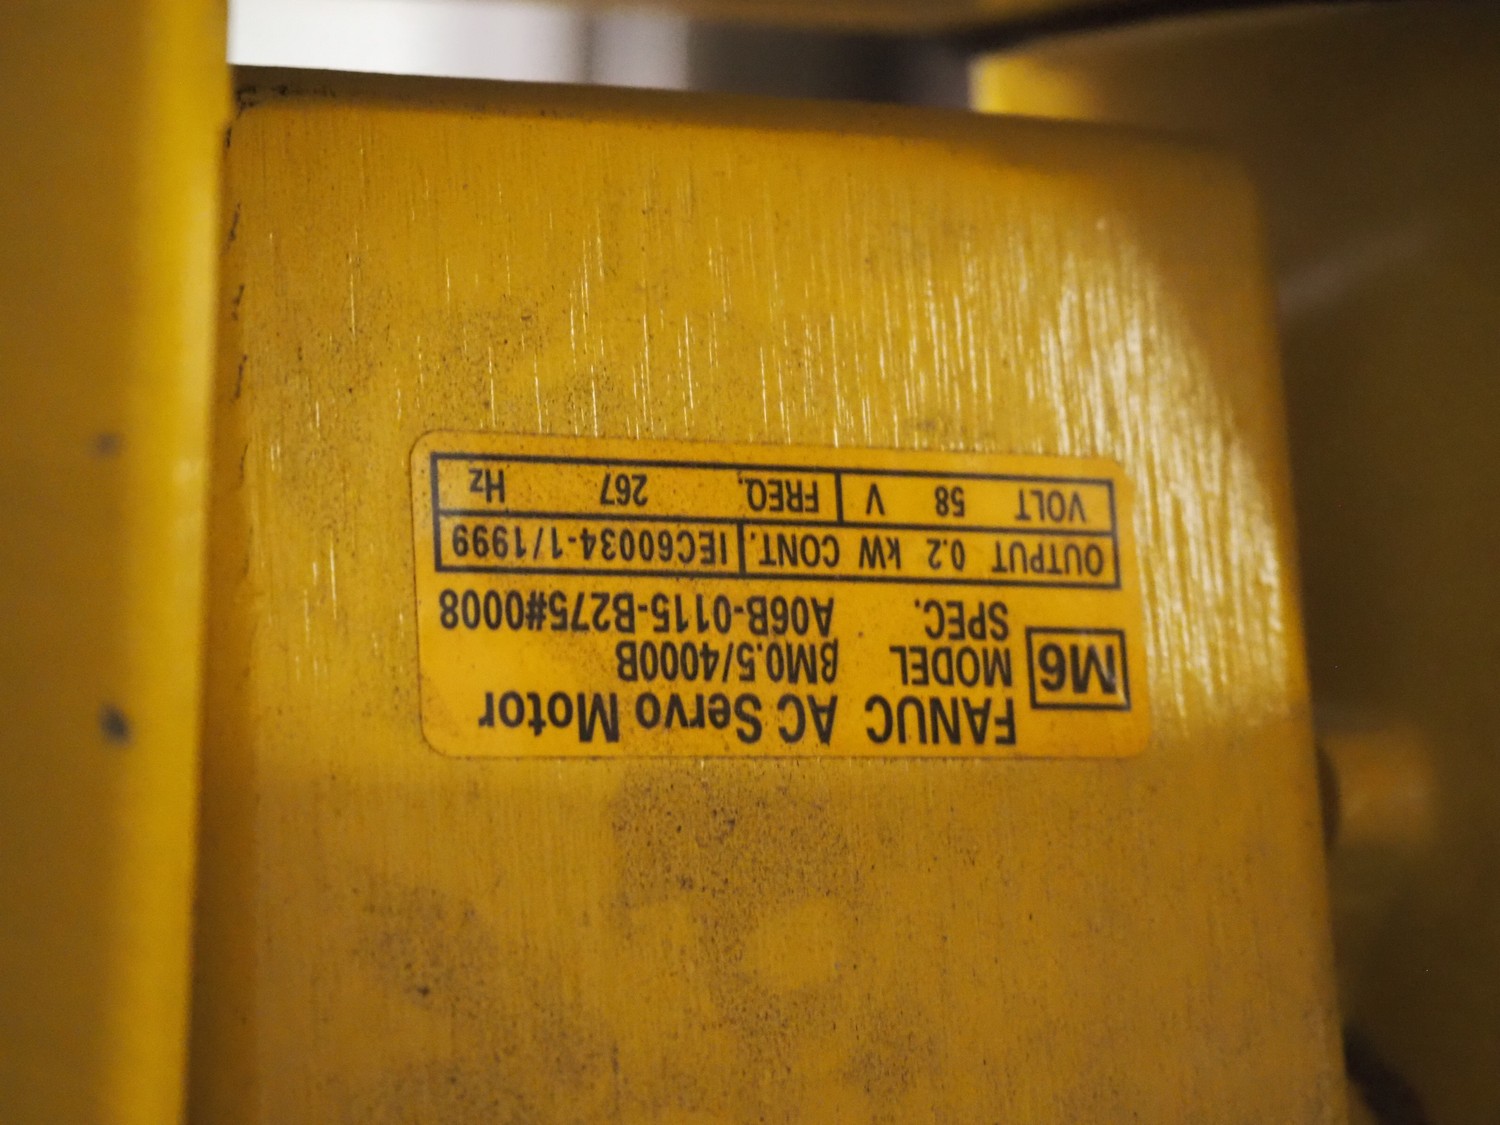 FANUC AC Servo Motor
M6 MODEL βM0.5/4000B
SPEC. A06B-0115-B275#0008
OUTPUT 0.2 kW CONT. IEC60034-1/1999
VOLT 58 V FREQ. 267 Hz